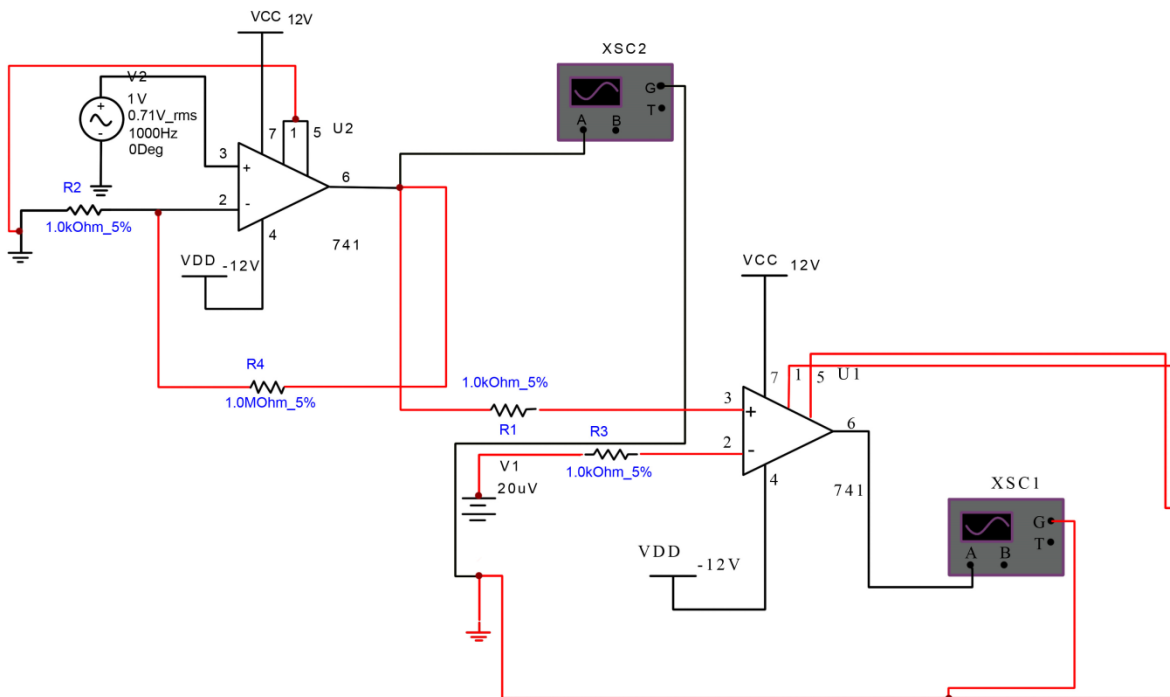 VCC 12V
XSC2
G
T
A B
V2
1V
0.71V_rms
1000Hz
0Deg
7 1 5 U2
3
+
6
2
-
R2
1.0kOhm_5%
4
741
VDD -12V
VCC 12V
R4
1.0MOhm_5%
1.0kOhm_5%
7 1 5 U1
3
+
6
R1 R3
2
-
V1
1.0kOhm_5%
20uV
4
741
XSC1
G
T
A B
VDD
-12V